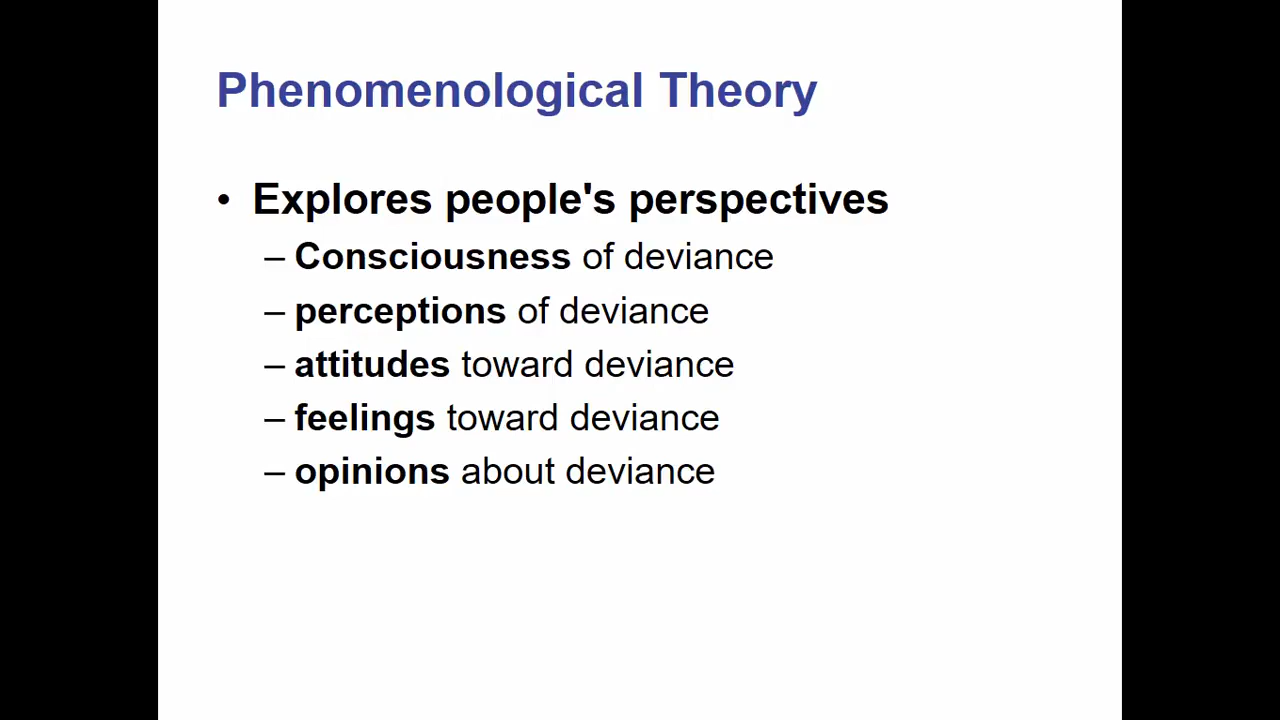 Phenomenological Theory
• Explores people's perspectives
– Consciousness of deviance
– perceptions of deviance
– attitudes toward deviance
– feelings toward deviance
– opinions about deviance